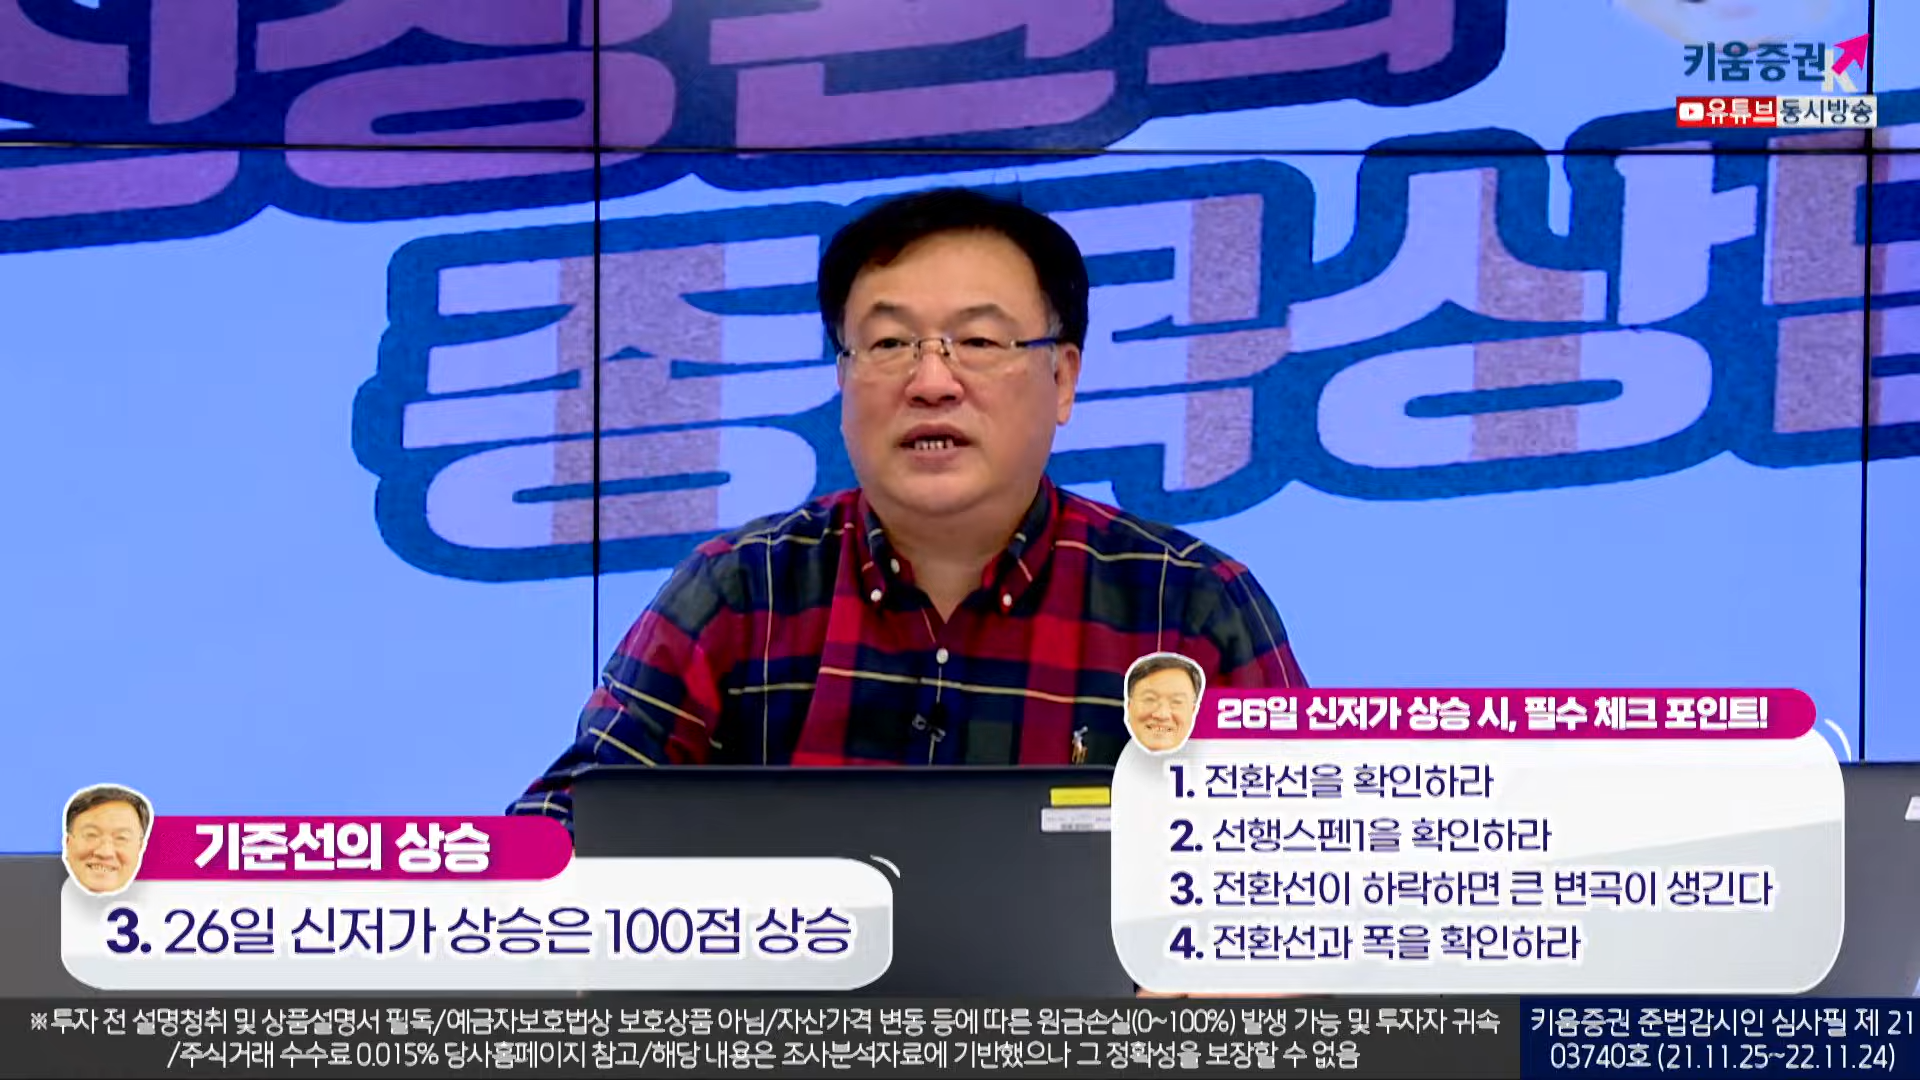 키움증권
유튜브 동시방송
종목상
26일 신저가 상승 시, 필수 체크 포인트!
1. 전환선을 확인하라
2. 선행스펜1을 확인하라
3. 전환선이 하락하면 큰 변곡이 생긴다
4. 전환선과 폭을 확인하라
기준선의 상승
3. 26일 신저가 상승은 100점 상승
※투자 전 설명청취 및 상품설명서 필독/예금자보호법상 보호상품 아님/자산가격 변동 등에 따른 원금손실(0~100%) 발생 가능 및 투자자 귀속
/주식거래 수수료 0.015% 당사홈페이지 참고/해당 내용은 조사분석자료에 기반했으나 그 정확성을 보장할 수 없음
키움증권 준법감시인 심사필 제 21
03740호 (21.11.25~22.11.24)